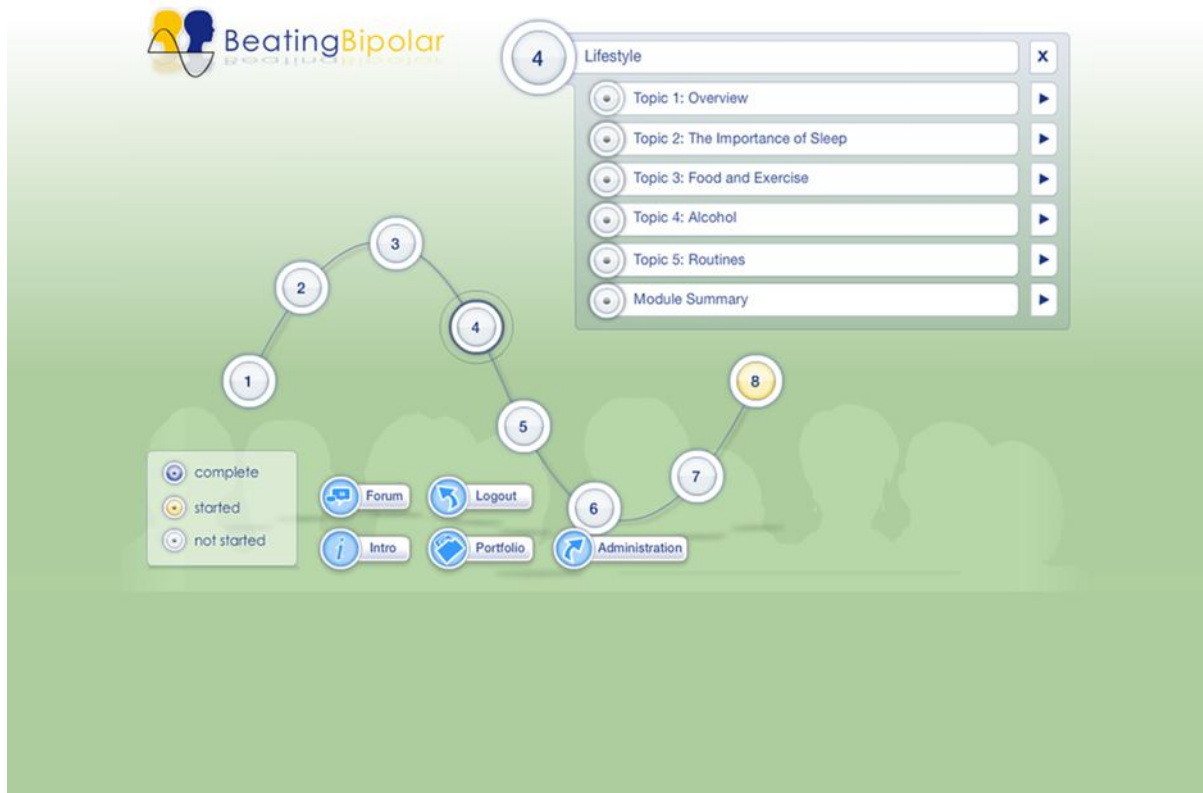 BeatingBipolar
4
Lifestyle
X
Topic 1: Overview
Topic 2: The Importance of Sleep
Topic 3: Food and Exercise
Topic 4: Alcohol
Topic 5: Routines
Module Summary
3
2
4
1
8
5
7
6
complete
started
not started
Forum
Logout
Intro
Portfolio
Administration